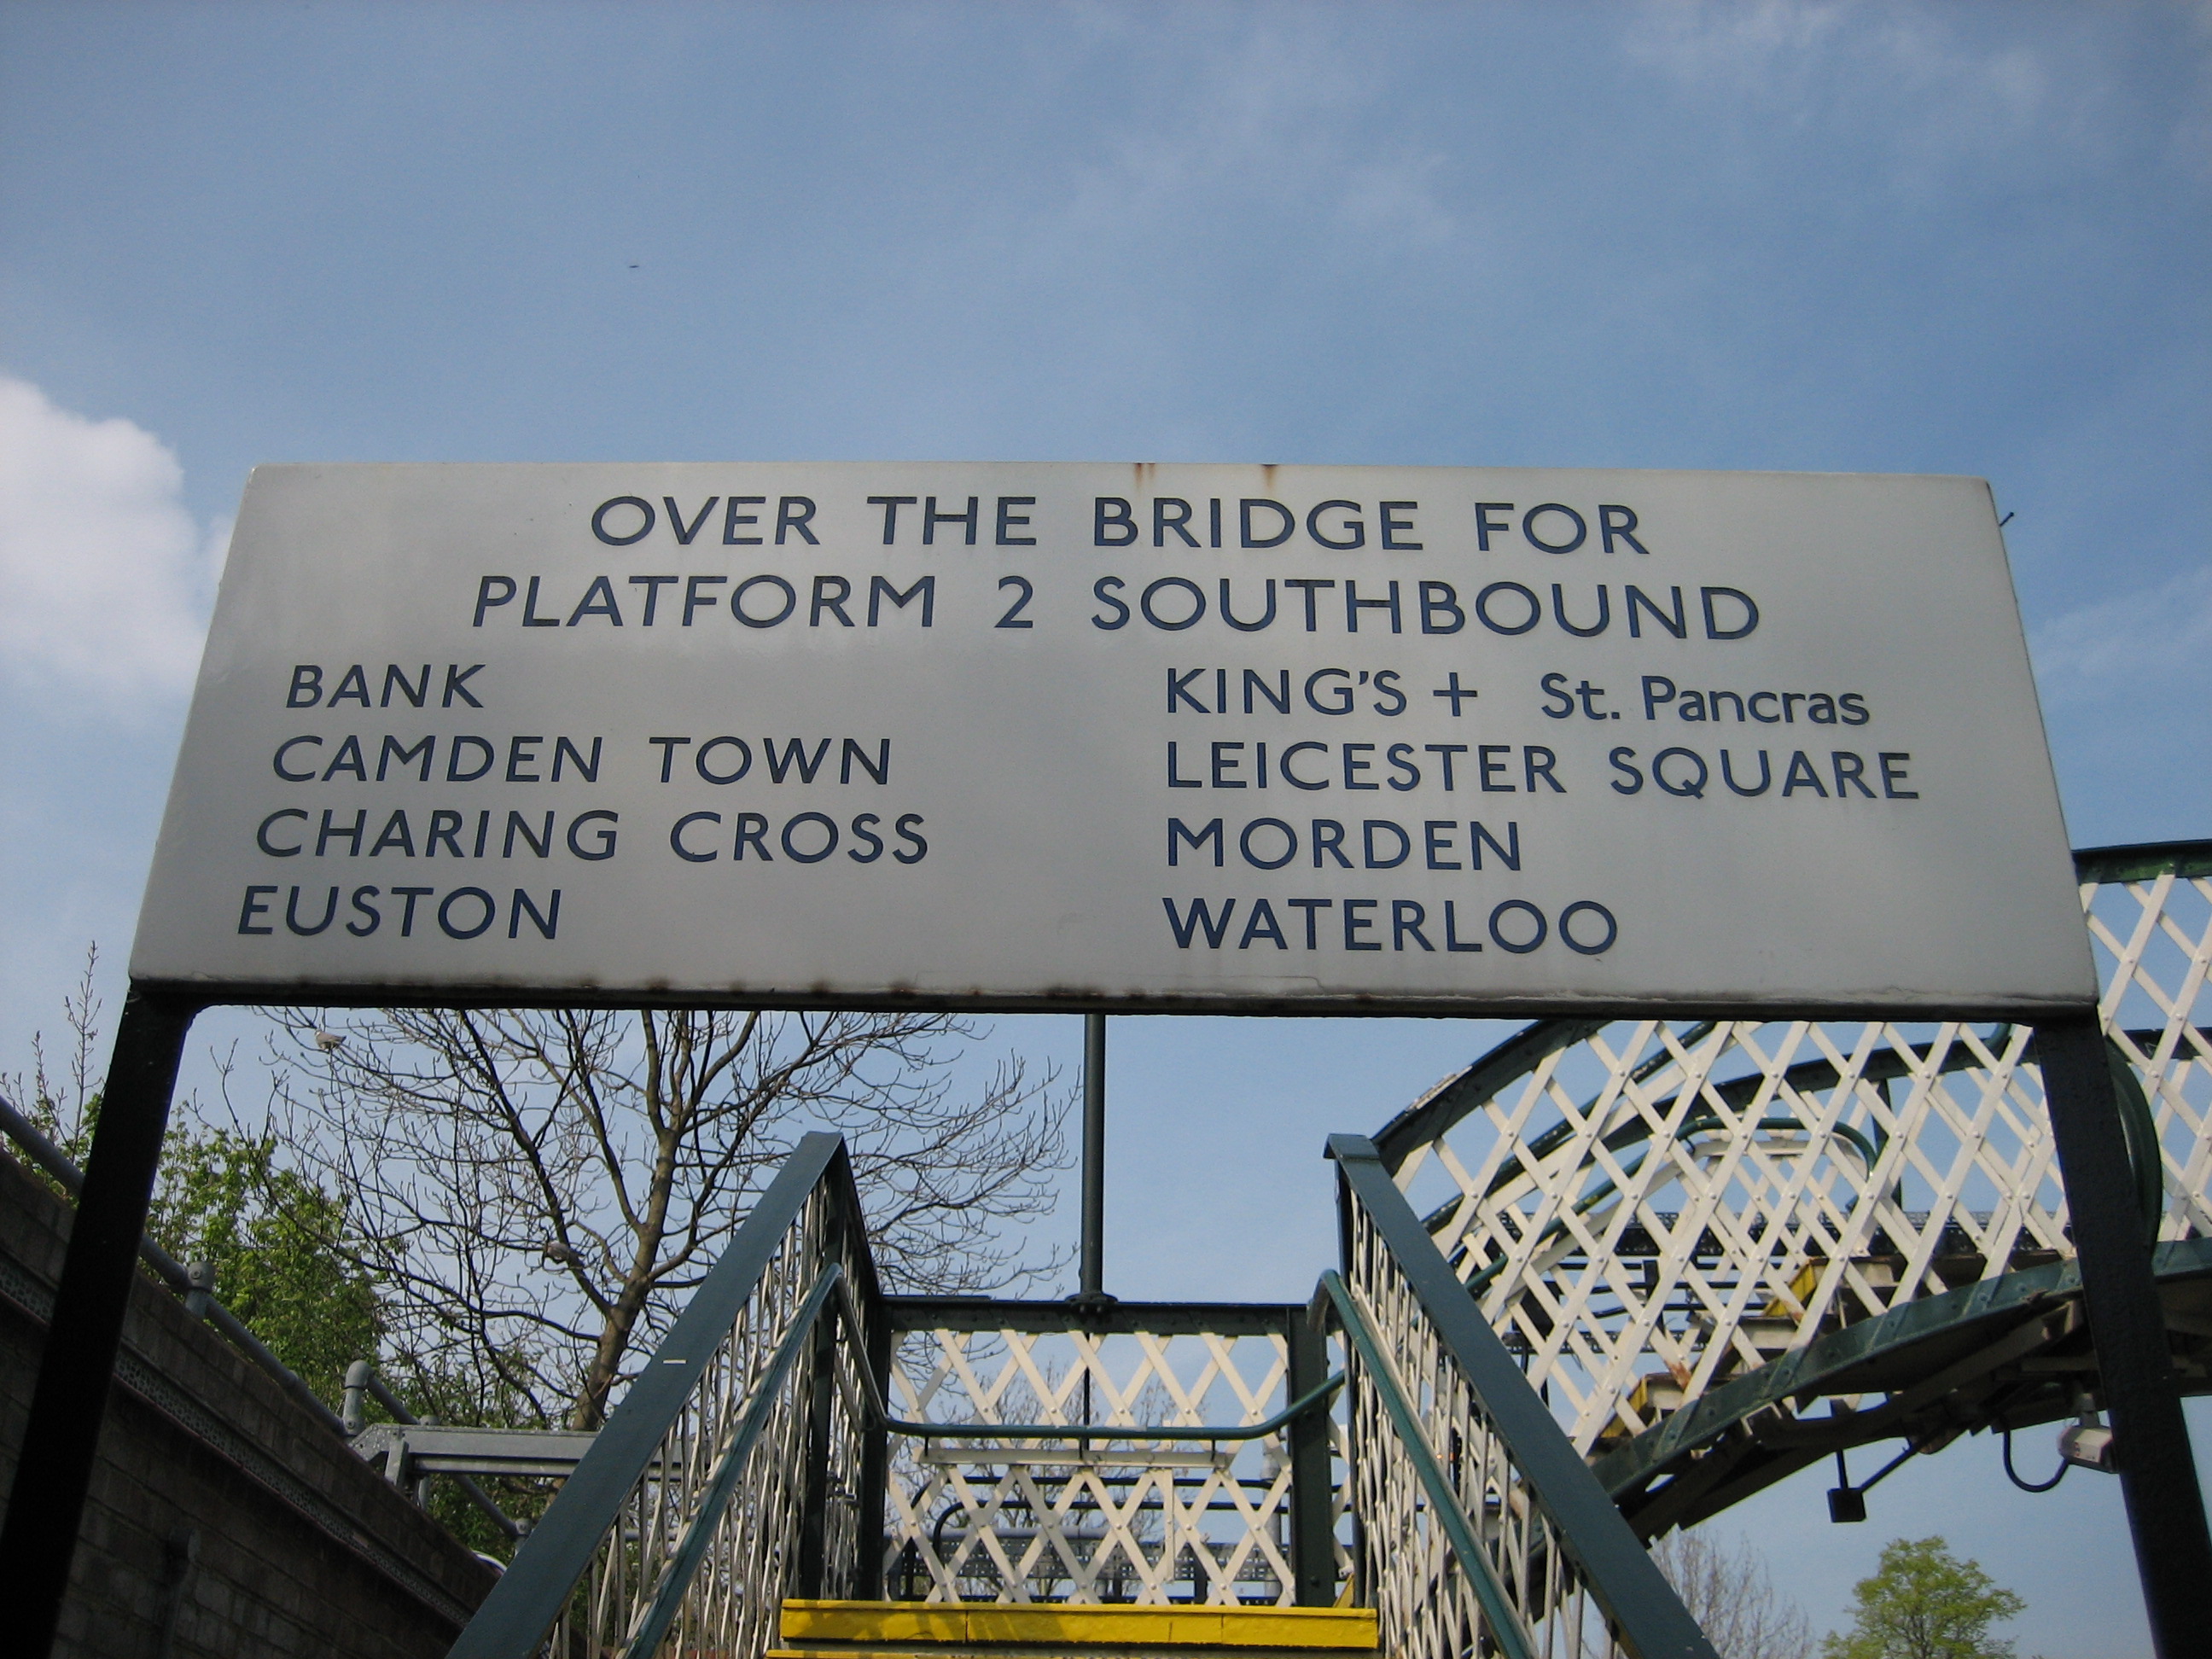 OVER THE BRIDGE FOR
PLATFORM 2 SOUTHBOUND
BANK
CAMDEN TOWN
CHARING CROSS
EUSTON
KING'S + St. Pancras
LEICESTER SQUARE
MORDEN
WATERLOO